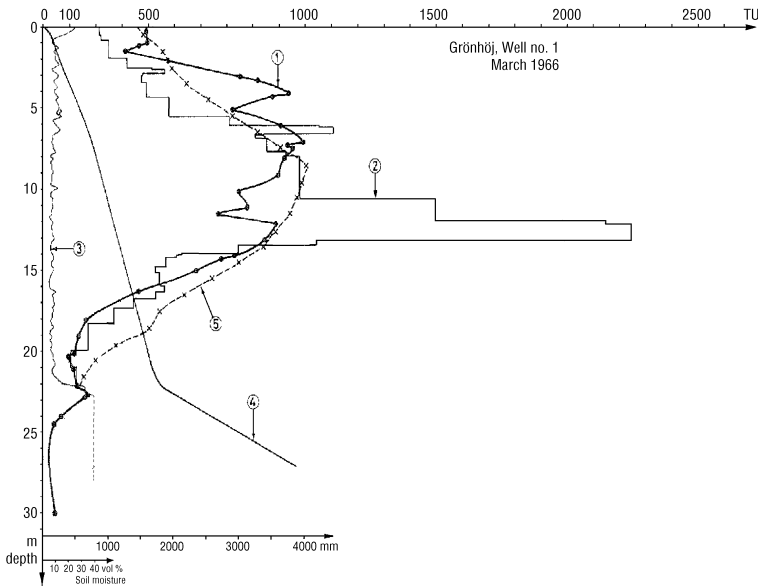 0 100 500 1000 1500 2000 2500 TU
Grönhöj, Well no. 1
March 1966
0
5
10
15
20
25
30
m
depth
1
2
3
4
5
1000 2000 3000 4000 mm
10 20 30 40 vol %
Soil moisture